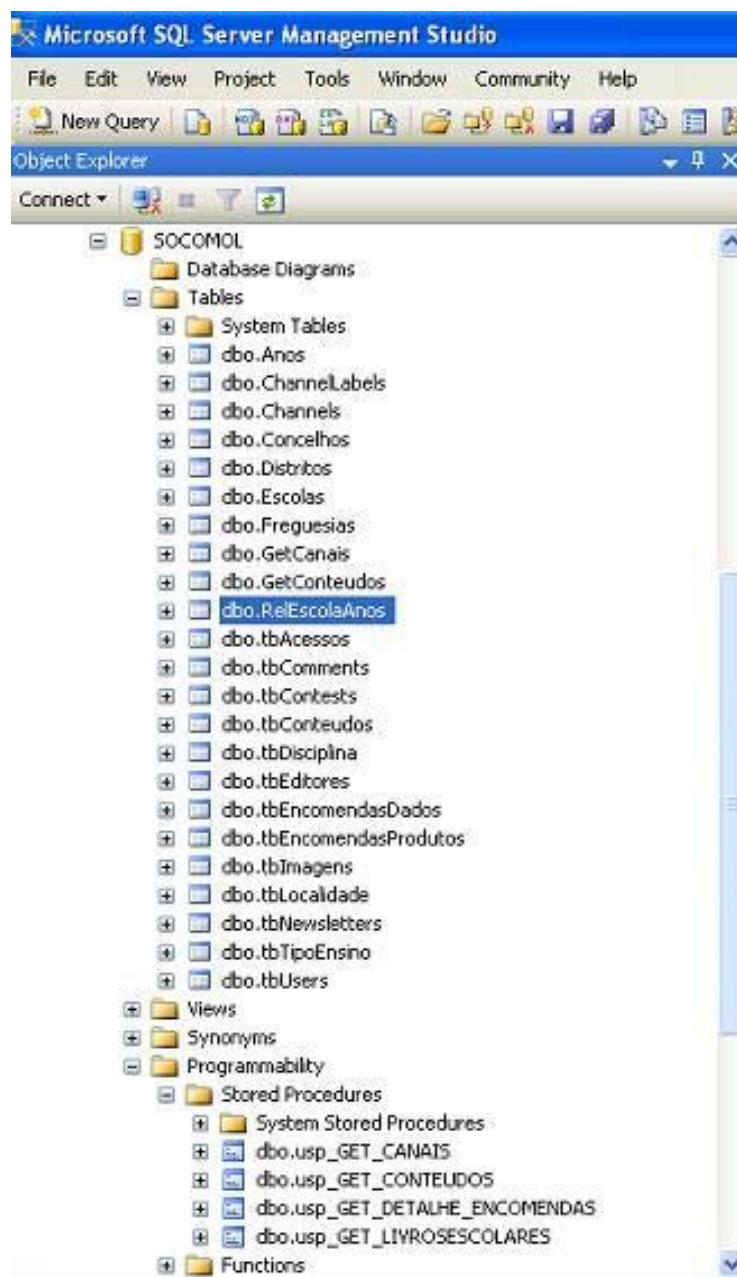 Microsoft SQL Server Management Studio
File Edit View Project Tools Window Community Help
New Query
Object Explorer
Connect
SOCOMOL
Database Diagrams
Tables
System Tables
dbo.Anos
dbo.ChannelLabels
dbo.Channels
dbo.Concelhos
dbo.Distritos
dbo.Escolas
dbo.Freguesias
dbo.GetCanais
dbo.GetConteudos
dbo.RelEscolaAnos
dbo.tbAcessos
dbo.tbComments
dbo.tbContests
dbo.tbConteudos
dbo.tbDisciplina
dbo.tbEditores
dbo.tbEncomendasDados
dbo.tbEncomendasProdutos
dbo.tbImagens
dbo.tbLocalidade
dbo.tbNewsletters
dbo.tbTipoEnsino
dbo.tbUsers
Views
Synonyms
Programmability
Stored Procedures
System Stored Procedures
dbo.usp_GET_CANAIS
dbo.usp_GET_CONTEUDOS
dbo.usp_GET_DETALHE_ENCOMENDAS
dbo.usp_GET_LIVROSESCOLARES
Functions